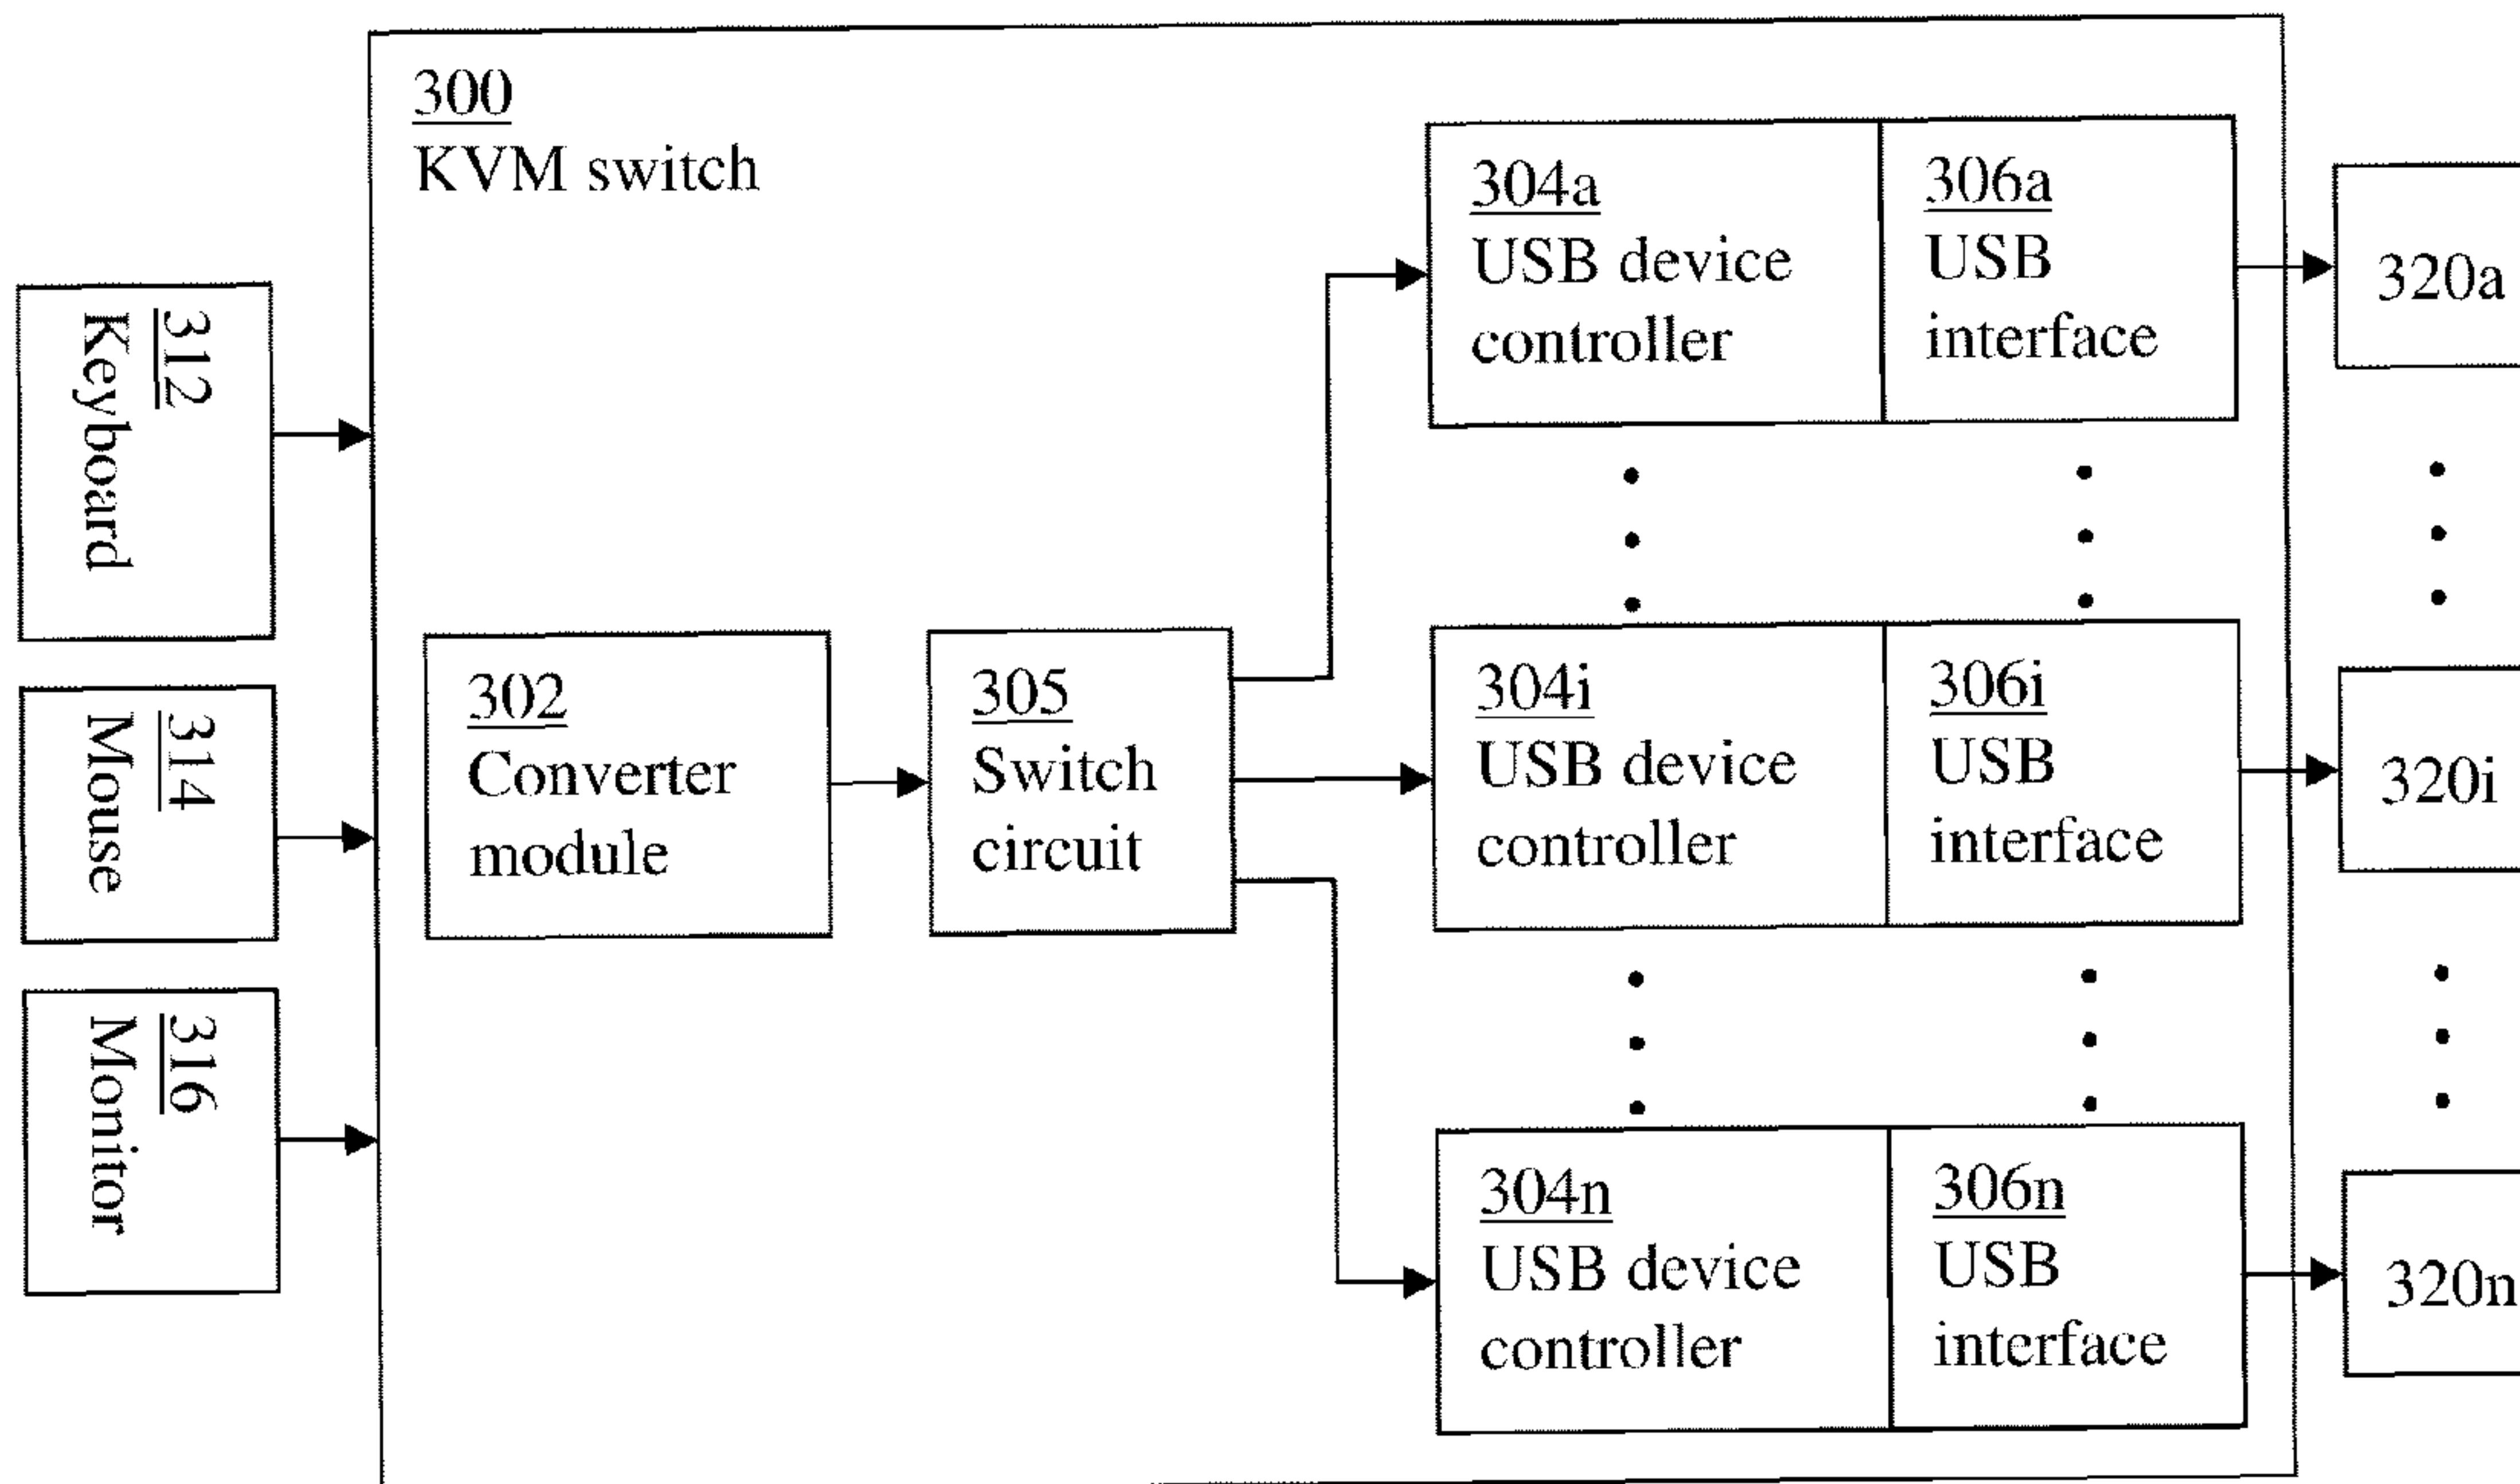 300
KVM switch
312
Keyboard
314
Mouse
316
Monitor
302
Converter
module
305
Switch
circuit
304a
USB device
controller
306a
USB
interface
320a
304i
USB device
controller
306i
USB
interface
320i
304n
USB device
controller
306n
USB
interface
320n